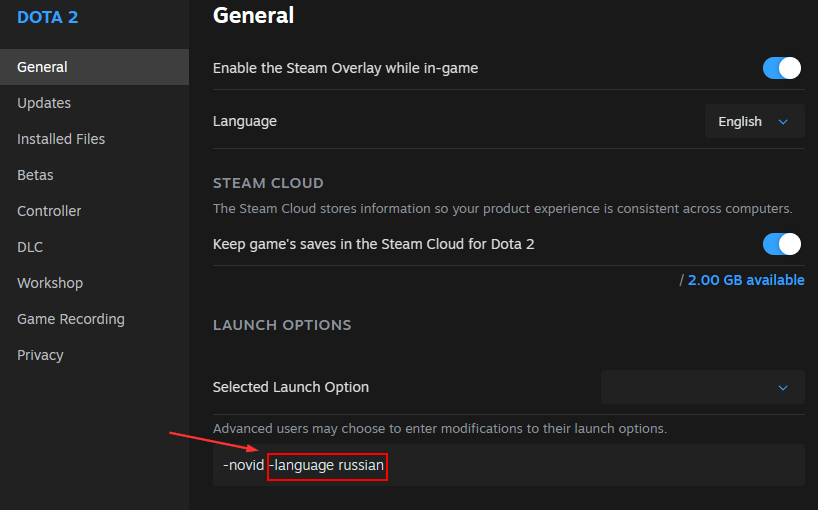 DOTA 2
General
Updates
Installed Files
Betas
Controller
DLC
Workshop
Game Recording
Privacy
General
Enable the Steam Overlay while in-game
Language
English
STEAM CLOUD
The Steam Cloud stores information so your product experience is consistent across computers.
Keep game's saves in the Steam Cloud for Dota 2
/ 2.00 GB available
LAUNCH OPTIONS
Selected Launch Option
Advanced users may choose to enter modifications to their launch options.
-novid -language russian